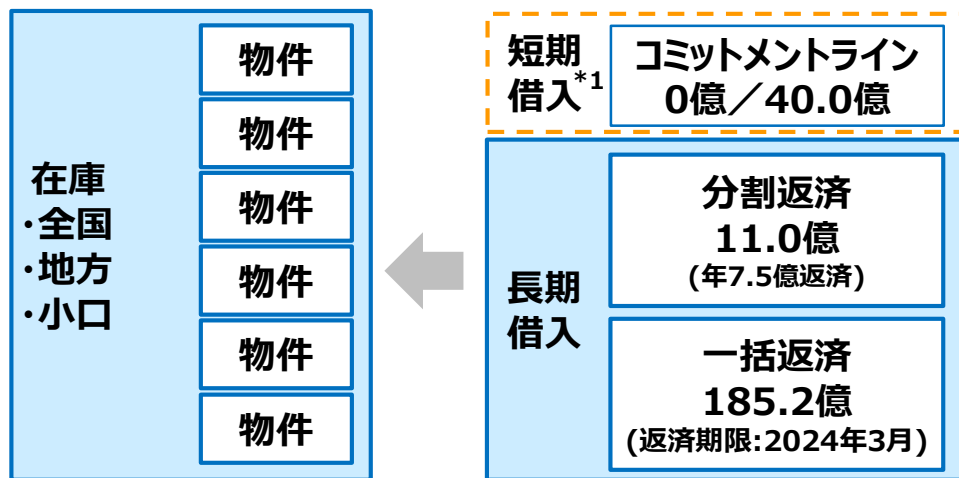 在庫
・全国
・地方
・小口
物件
物件
物件
物件
物件
物件
短期
借入*1
コミットメントライン
0億／40.0億
長期
借入
分割返済
11.0億
(年7.5億返済)
一括返済
185.2億
(返済期限:2024年3月)